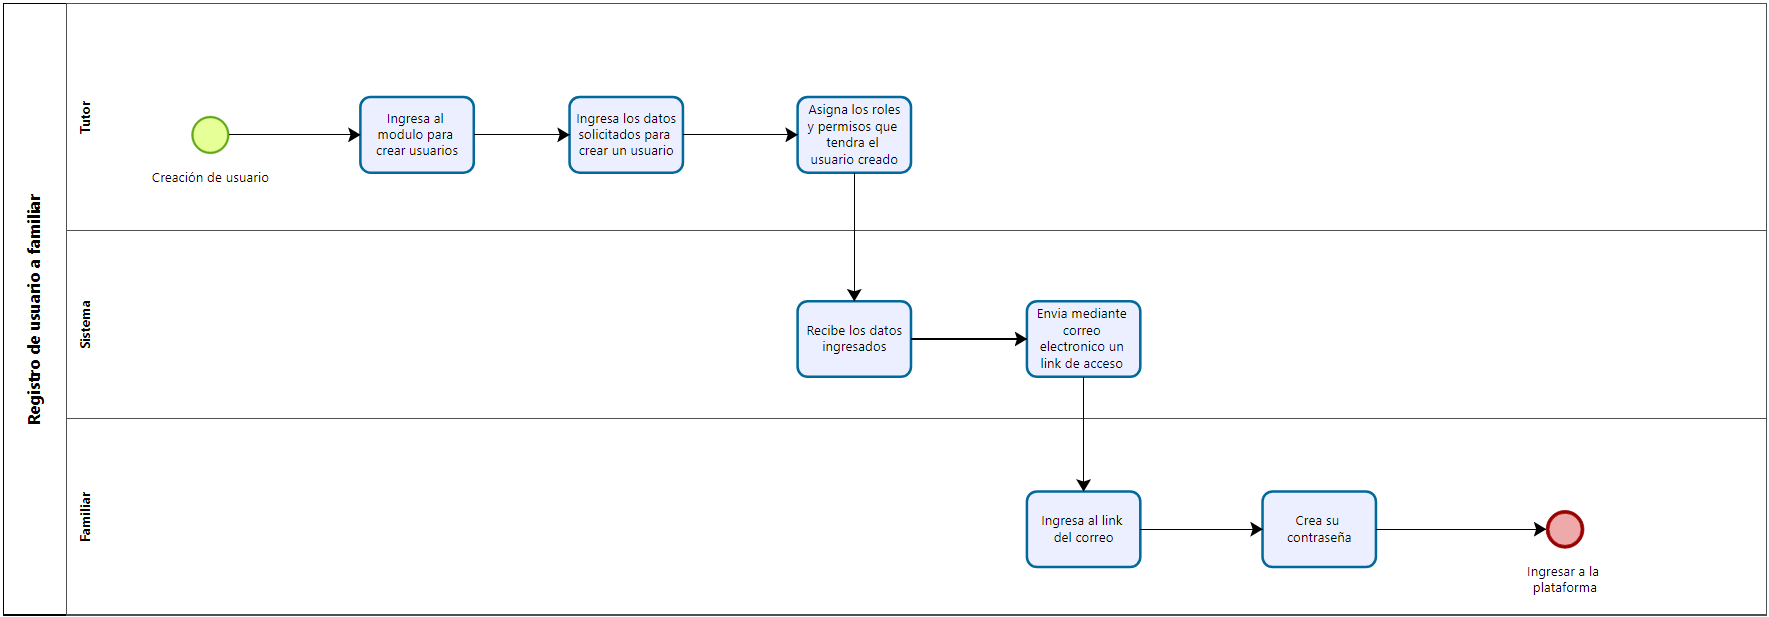 Registro de usuario a familiar
Tutor
Creación de usuario
Ingresa al
modulo para
crear usuarios
Ingresa los datos
solicitados para
crear un usuario
Asigna los roles
y permisos que
tendra el
usuario creado
Sistema
Recibe los datos
ingresados
Envia mediante
correo
electronico un
link de acceso
Familiar
Ingresa al link
del correo
Crea su
contraseña
Ingresar a la
plataforma